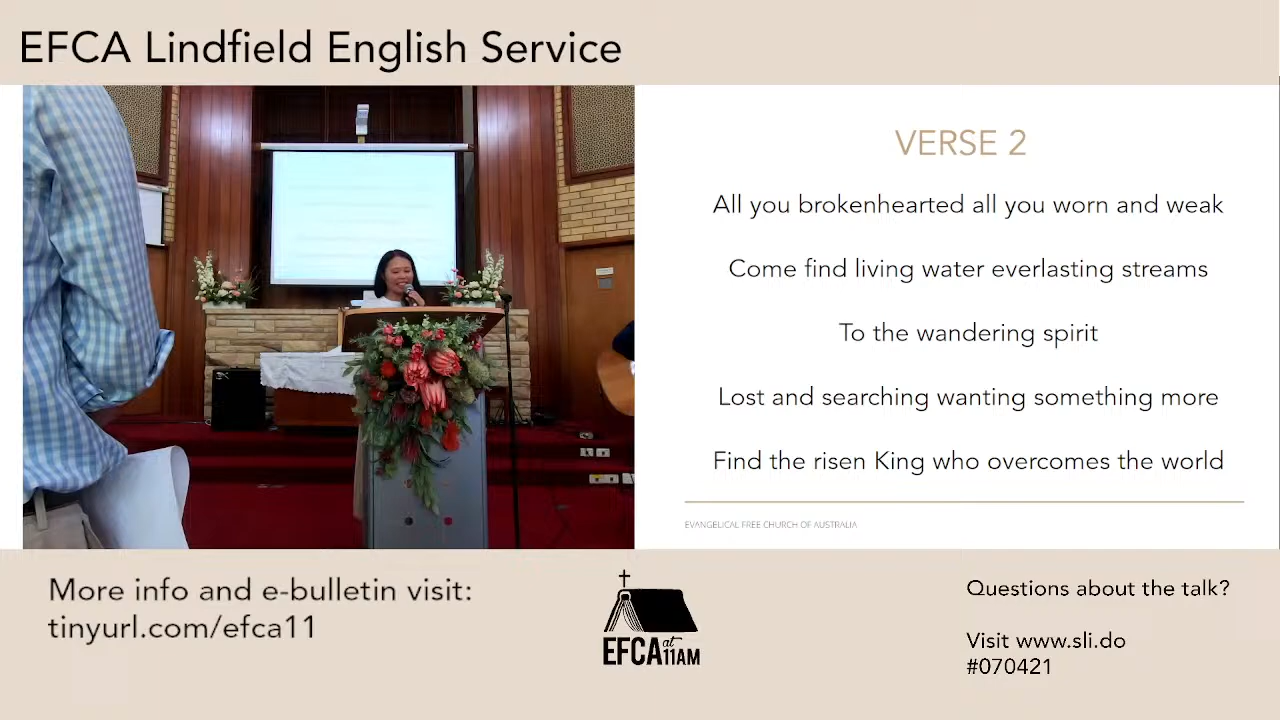 EFCA Lindfield English Service
VERSE 2
All you brokenhearted all you worn and weak
Come find living water everlasting streams
To the wandering spirit
Lost and searching wanting something more
Find the risen King who overcomes the world
EVANGELICAL FREE CHURCH OF AUSTRALIA
More info and e-bulletin visit:
tinyurl.com/efca11
EFCA at 11AM
Questions about the talk?
Visit www.sli.do
#070421